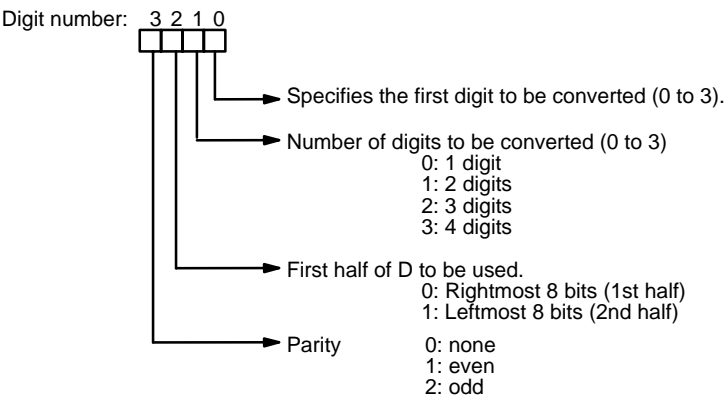 Digit number: 3 2 1 0
Specifies the first digit to be converted (0 to 3).
Number of digits to be converted (0 to 3)
0: 1 digit
1: 2 digits
2: 3 digits
3: 4 digits
First half of D to be used.
0: Rightmost 8 bits (1st half)
1: Leftmost 8 bits (2nd half)
Parity 0: none
1: even
2: odd